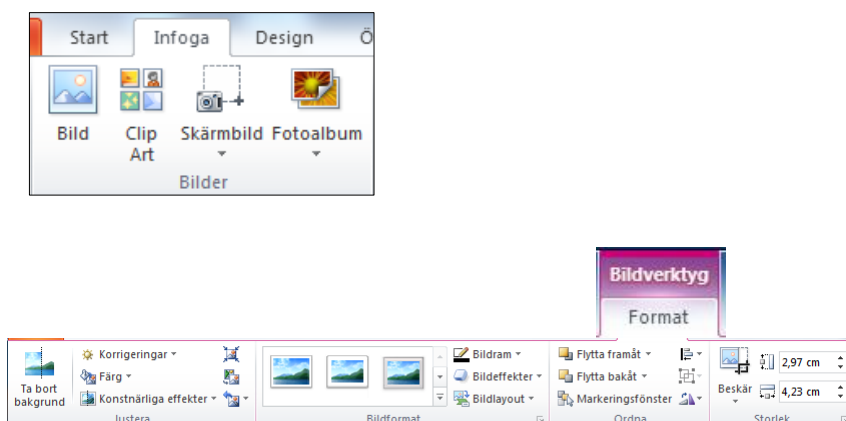 Start Infoga Design Ö
Bild Clip Art Skärmbild Fotoalbum
Bilder
Bildverktyg
Format
Ta bort bakgrund
Korrigeringar
Färg
Konstnärliga effekter
Justera
Bildformat
Bildram
Bildeffekter
Bildlayout
Flytta framåt
Flytta bakåt
Markeringsfönster
Ordna
Beskär
2,97 cm
4,23 cm
Storlek